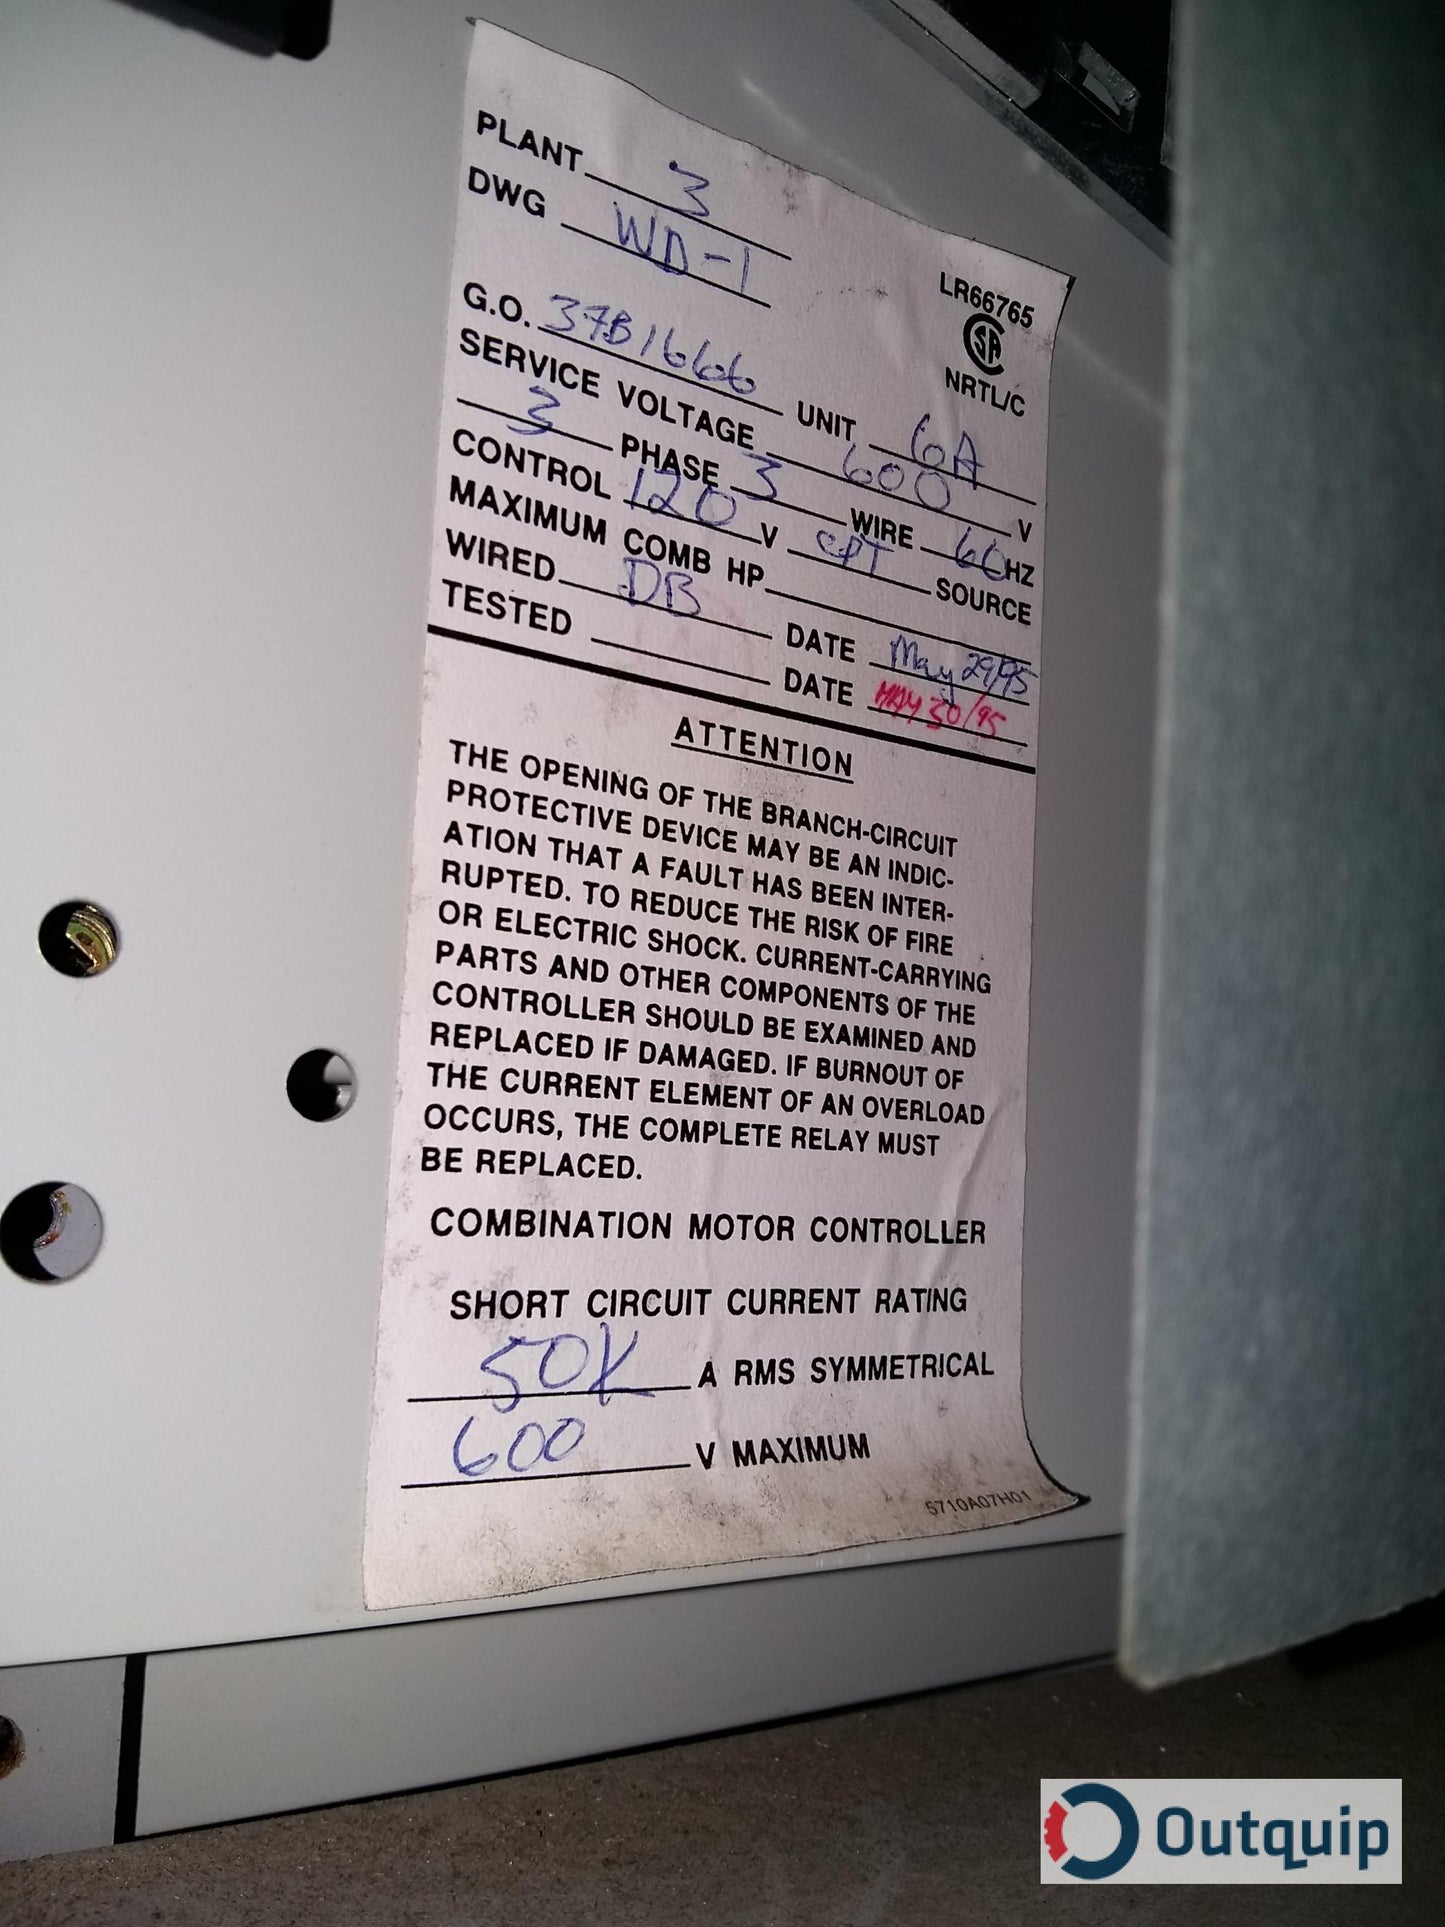 PLANT 3
DWG WD-1
LR66765
CSA
NRTL/C
G.O. 37B1666 UNIT 6A
SERVICE VOLTAGE 600 V
3 PHASE 3 WIRE 60 HZ
CONTROL 120 V CPT SOURCE
MAXIMUM COMB HP
WIRED DB DATE May 29/95
TESTED DATE MAY 30/95
ATTENTION
THE OPENING OF THE BRANCH-CIRCUIT
PROTECTIVE DEVICE MAY BE AN INDIC-
ATION THAT A FAULT HAS BEEN INTER-
RUPTED. TO REDUCE THE RISK OF FIRE
OR ELECTRIC SHOCK. CURRENT-CARRYING
PARTS AND OTHER COMPONENTS OF THE
CONTROLLER SHOULD BE EXAMINED AND
REPLACED IF DAMAGED. IF BURNOUT OF
THE CURRENT ELEMENT OF AN OVERLOAD
OCCURS, THE COMPLETE RELAY MUST
BE REPLACED.
COMBINATION MOTOR CONTROLLER
SHORT CIRCUIT CURRENT RATING
50K A RMS SYMMETRICAL
600 V MAXIMUM
5710A07H01
Outquip